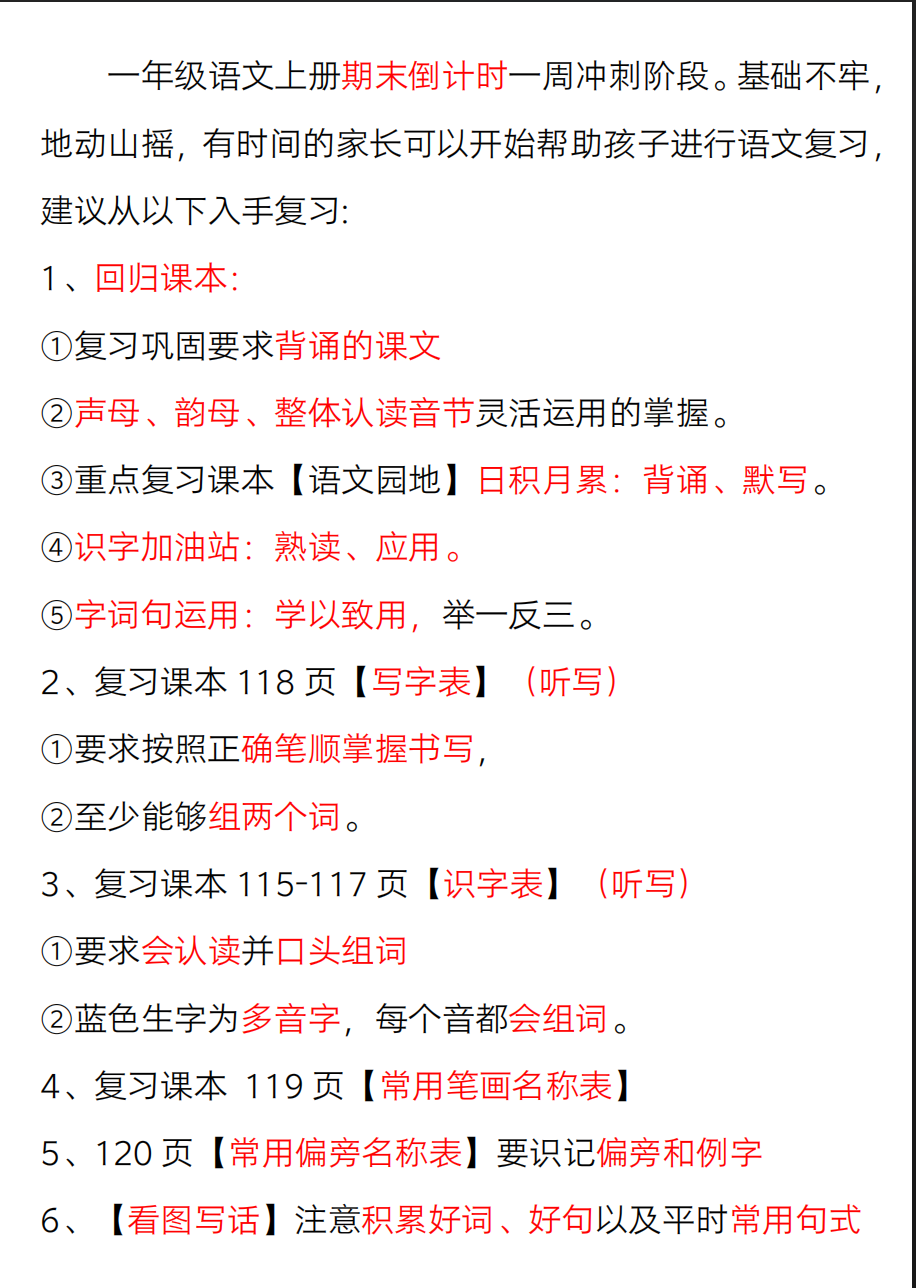 一年级语文上册期末倒计时一周冲刺阶段。基础不牢，
地动山摇，有时间的家长可以开始帮助孩子进行语文复习，
建议从以下入手复习:
1、回归课本：
①复习巩固要求背诵的课文
②声母、韵母、整体认读音节灵活运用的掌握。
③重点复习课本【语文园地】日积月累：背诵、默写。
④识字加油站：熟读、应用。
⑤字词句运用：学以致用，举一反三。
2、复习课本 118 页【写字表】（听写）
①要求按照正确笔顺掌握书写，
②至少能够组两个词。
3、复习课本 115-117 页【识字表】（听写）
①要求会认读并口头组词
②蓝色生字为多音字，每个音都会组词。
4、复习课本 119 页【常用笔画名称表】
5、120 页【常用偏旁名称表】要识记偏旁和例字
6、【看图写话】注意积累好词、好句以及平时常用句式